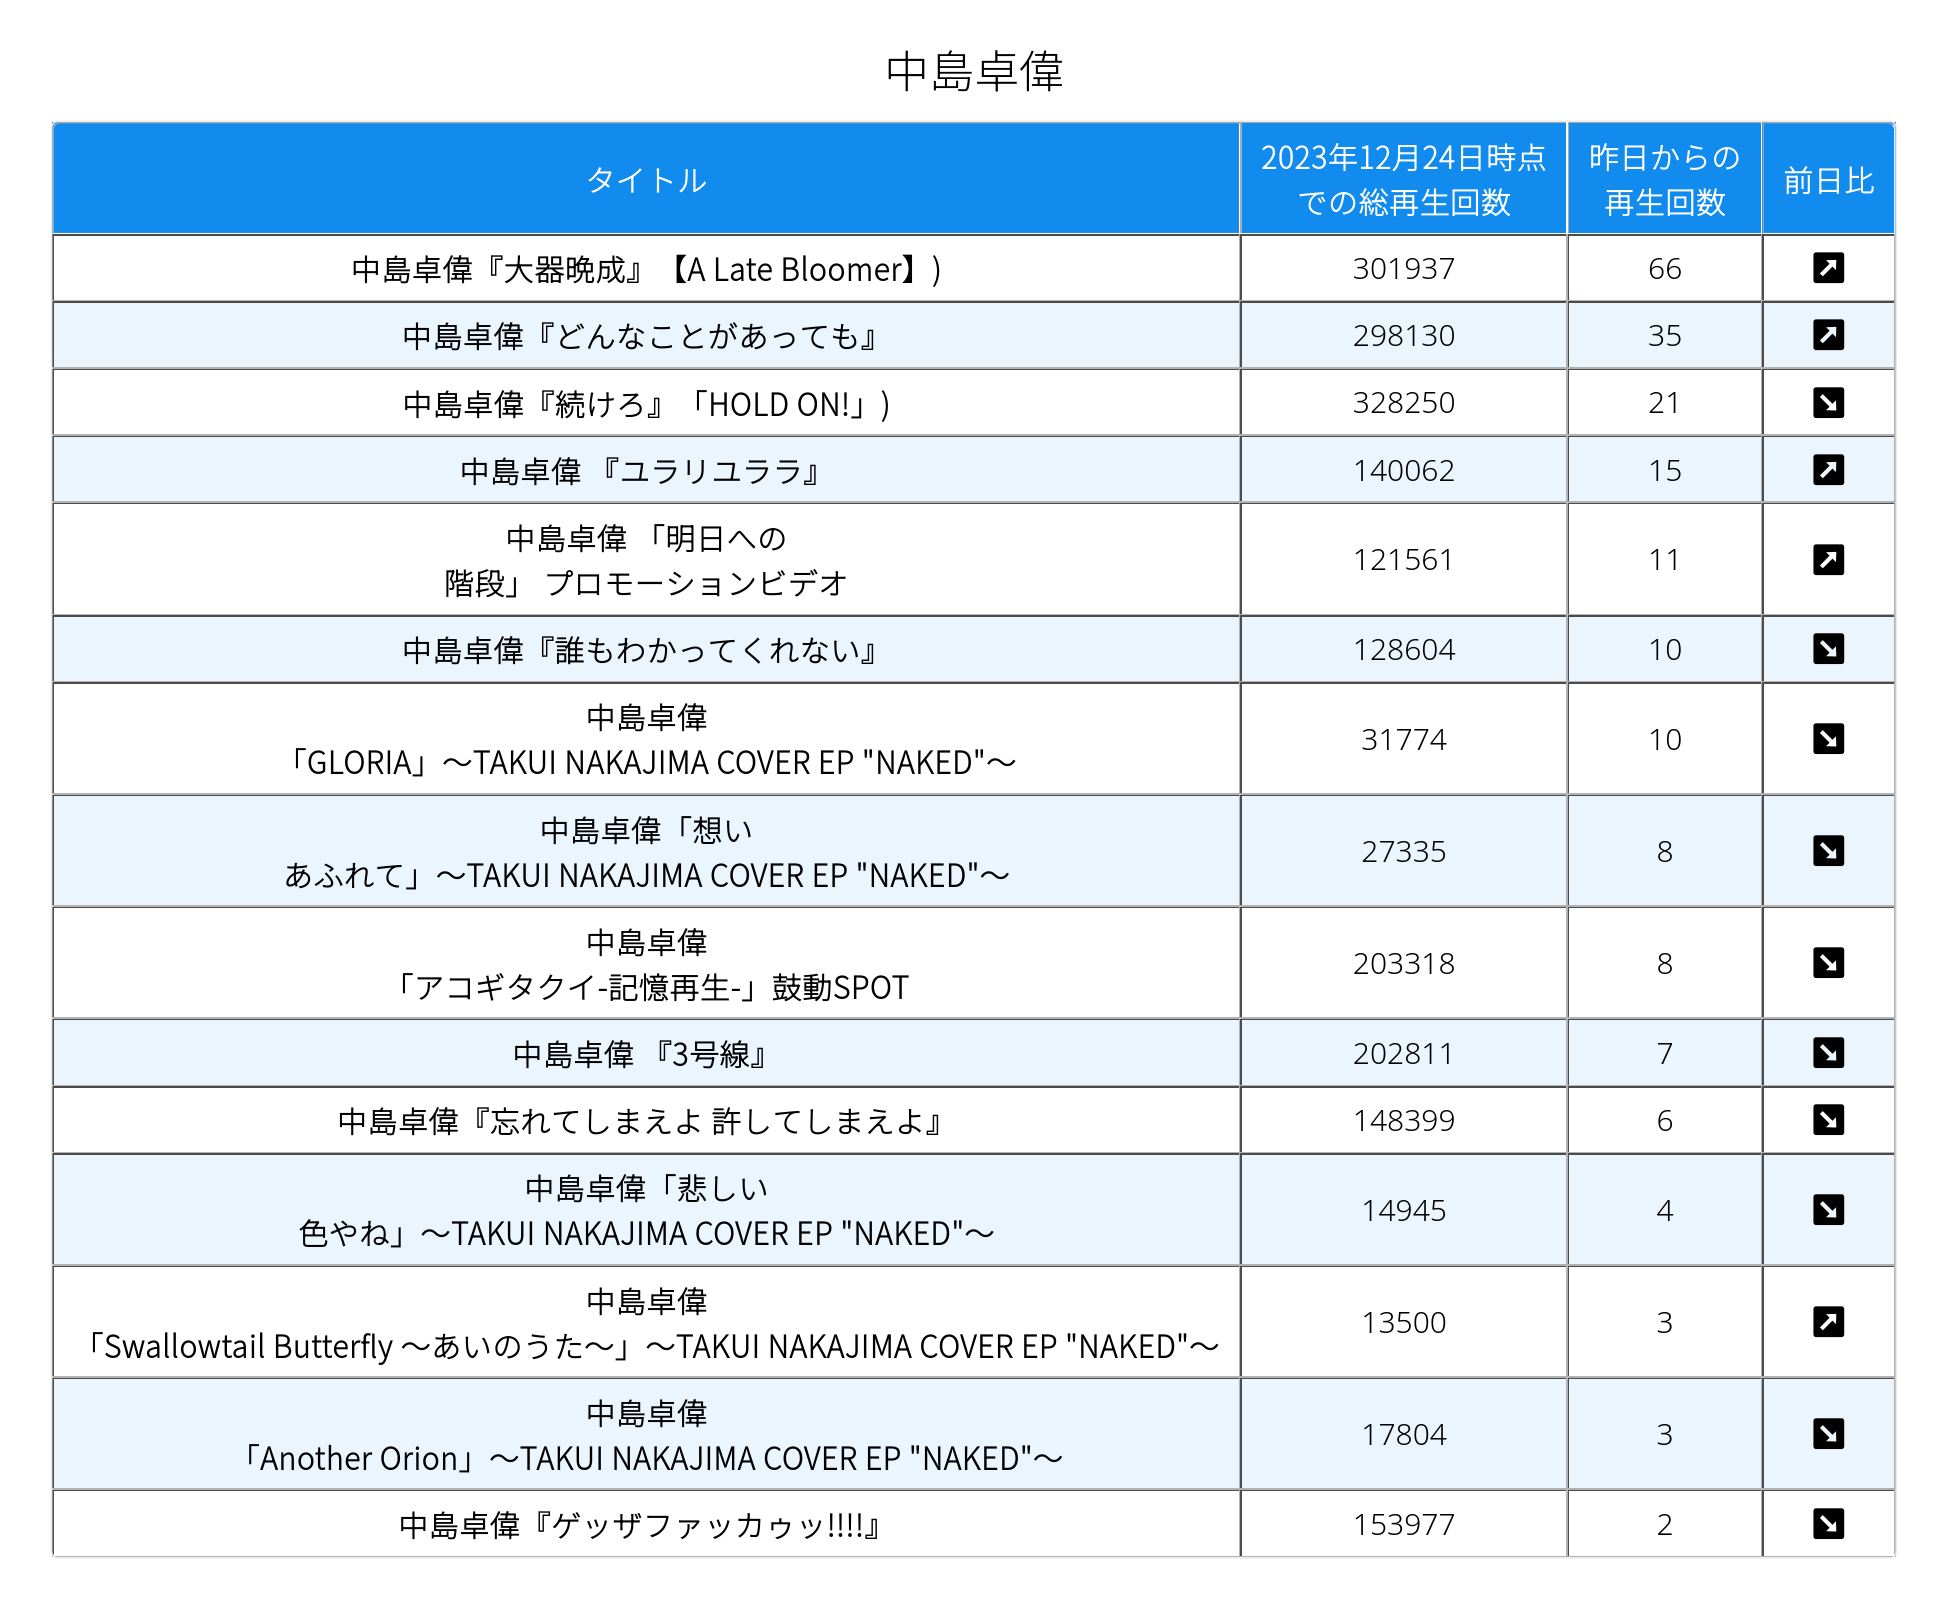 中島卓偉
タイトル
2023年12月24日時点
での総再生回数
昨日からの
再生回数
前日比
中島卓偉『大器晩成』【A Late Bloomer】) 301937 66
中島卓偉『どんなことがあっても』 298130 35
中島卓偉『続けろ』「HOLD ON!」) 328250 21
中島卓偉 『ユラリユララ』 140062 15
中島卓偉 「明日への
階段」 プロモーションビデオ 121561 11
中島卓偉『誰もわかってくれない』 128604 10
中島卓偉
「GLORIA」～TAKUI NAKAJIMA COVER EP "NAKED"～ 31774 10
中島卓偉「想い
あふれて」～TAKUI NAKAJIMA COVER EP "NAKED"～ 27335 8
中島卓偉
「アコギタクイ-記憶再生-」鼓動SPOT 203318 8
中島卓偉 『3号線』 202811 7
中島卓偉『忘れてしまえよ 許してしまえよ』 148399 6
中島卓偉「悲しい
色やね」～TAKUI NAKAJIMA COVER EP "NAKED"～ 14945 4
中島卓偉
「Swallowtail Butterfly ～あいのうた～」～TAKUI NAKAJIMA COVER EP "NAKED"～ 13500 3
中島卓偉
「Another Orion」～TAKUI NAKAJIMA COVER EP "NAKED"～ 17804 3
中島卓偉『ゲッザファッカゥッ!!!!』 153977 2